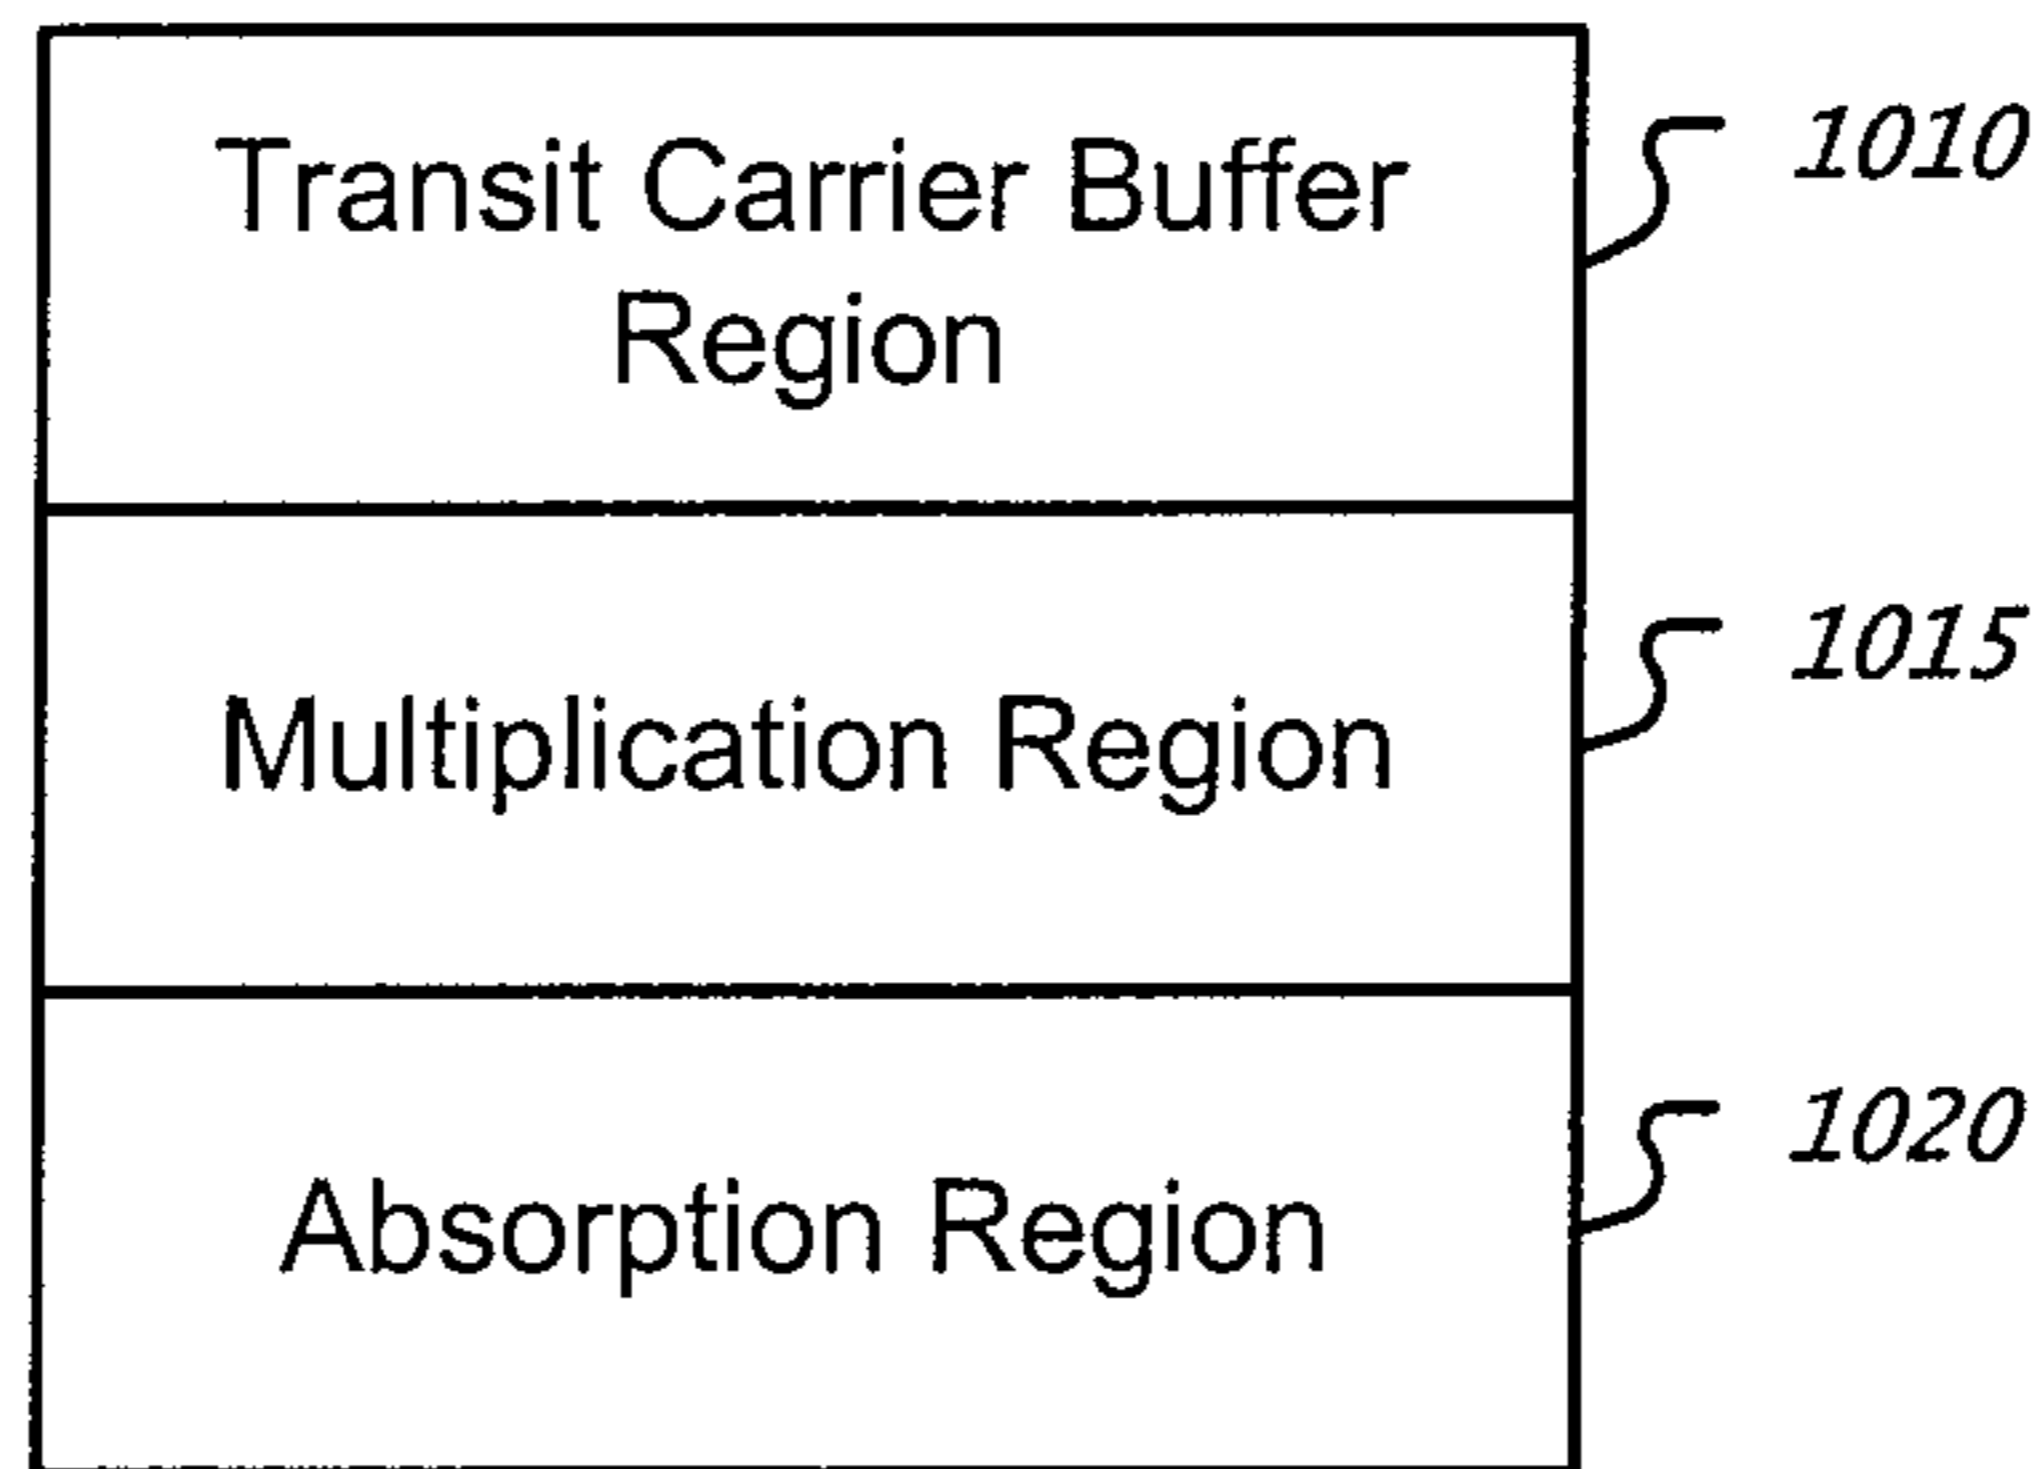 Transit Carrier Buffer
Region
1010
Multiplication Region
1015
Absorption Region
1020